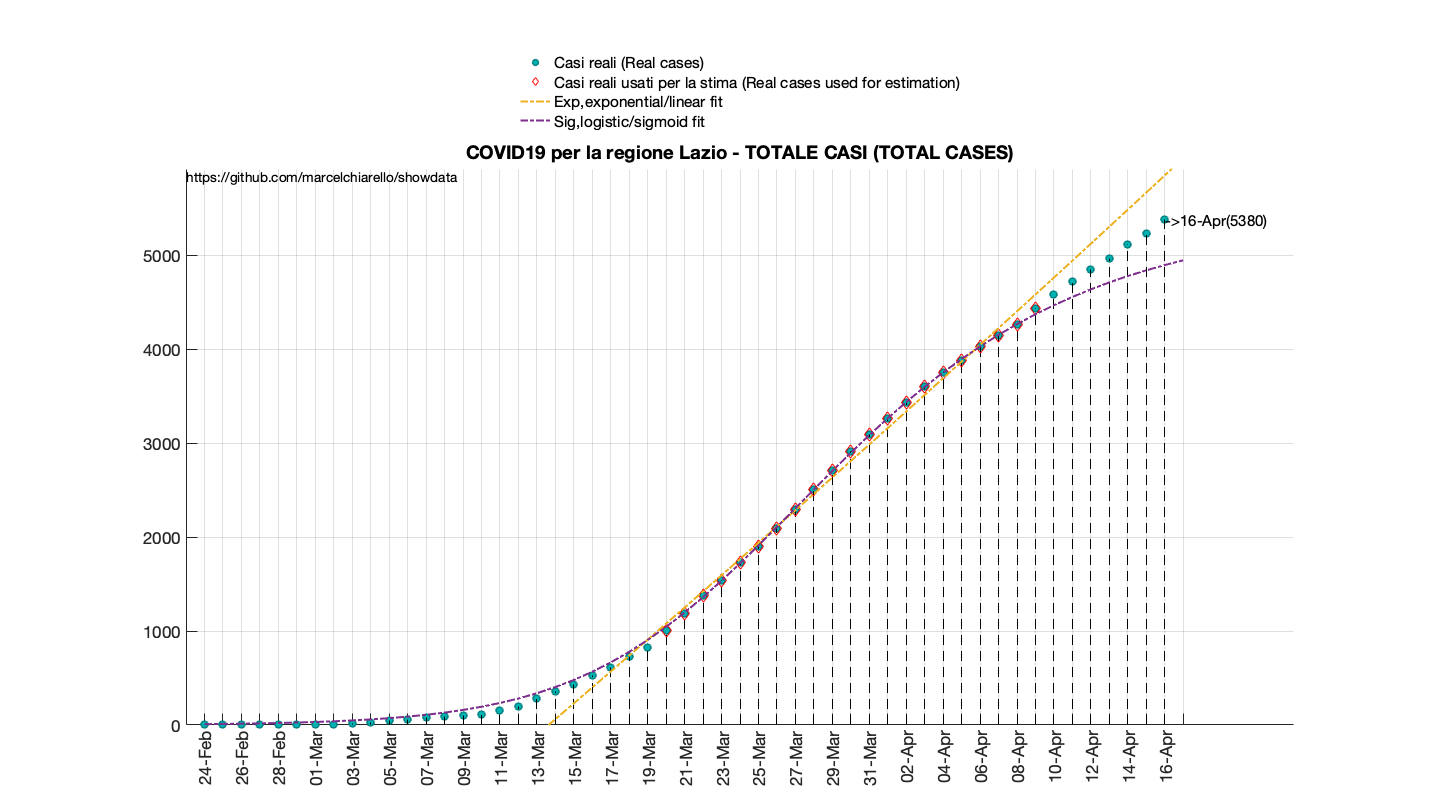 Casi reali (Real cases)
Casi reali usati per la stima (Real cases used for estimation)
Exp,exponential/linear fit
Sig,logistic/sigmoid fit
COVID19 per la regione Lazio - TOTALE CASI (TOTAL CASES)
https://github.com/marcelchiarello/showdata
->16-Apr(5380)
5000
4000
3000
2000
1000
0
24-Feb
26-Feb
28-Feb
01-Mar
03-Mar
05-Mar
07-Mar
09-Mar
11-Mar
13-Mar
15-Mar
17-Mar
19-Mar
21-Mar
23-Mar
25-Mar
27-Mar
29-Mar
31-Mar
02-Apr
04-Apr
06-Apr
08-Apr
10-Apr
12-Apr
14-Apr
16-Apr